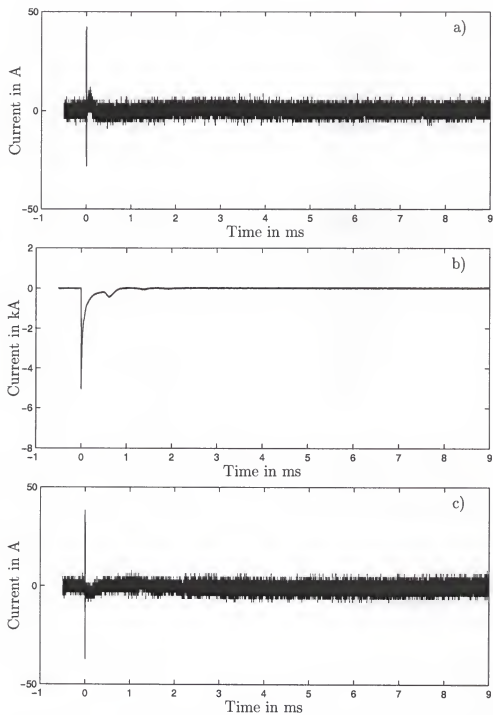 50
a)
Current in A
0
-50
-1 0 1 2 3 4 5 6 7 8 9
Time in ms
2
b)
0
Current in kA
-2
-4
-6
-8
-1 0 1 2 3 4 5 6 7 8 9
Time in ms
50
c)
Current in A
0
-50
-1 0 1 2 3 4 5 6 7 8 9
Time in ms